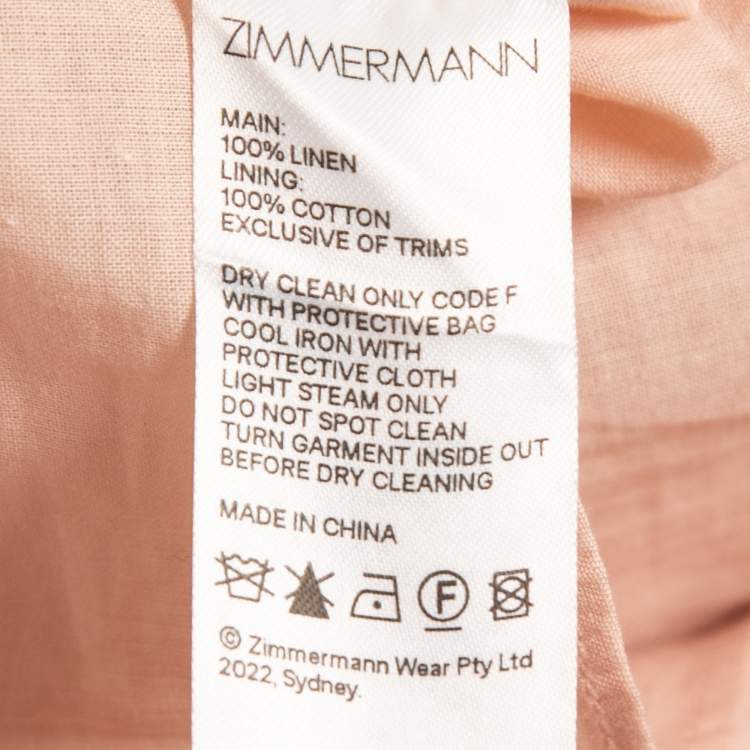 ZIMMERMANN
MAIN:
100% LINEN
LINING:
100% COTTON
EXCLUSIVE OF TRIMS
DRY CLEAN ONLY CODE F
WITH PROTECTIVE BAG
COOL IRON WITH
PROTECTIVE CLOTH
LIGHT STEAM ONLY
DO NOT SPOT CLEAN
TURN GARMENT INSIDE OUT
BEFORE DRY CLEANING
MADE IN CHINA
F
© Zimmermann Wear Pty Ltd
2022, Sydney.